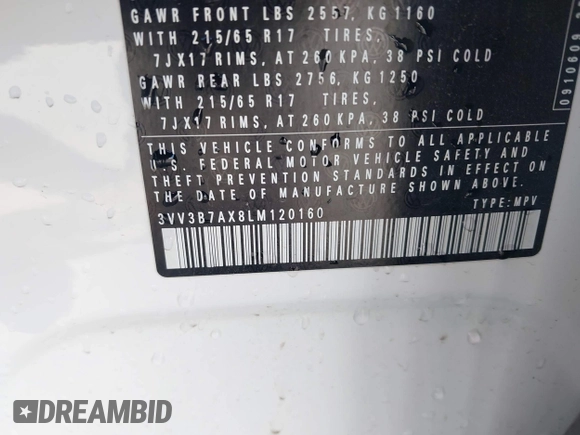 GAWR FRONT LBS 2557, KG 1160
WITH 215/65 R17 TIRES,
7JX17 RIMS, AT 260 KPA, 38 PSI COLD
GAWR REAR LBS 2756, KG 1250
WITH 215/65 R17 TIRES,
7JX17 RIMS, AT 260 KPA, 38 PSI COLD
THIS VEHICLE CONFORMS TO ALL APPLICABLE
U.S. FEDERAL MOTOR VEHICLE SAFETY AND
THEFT PREVENTION STANDARDS IN EFFECT ON
THE DATE OF MANUFACTURE SHOWN ABOVE.
3VV3B7AX8LM120160 TYPE: MPV
0910609
DREAMBID